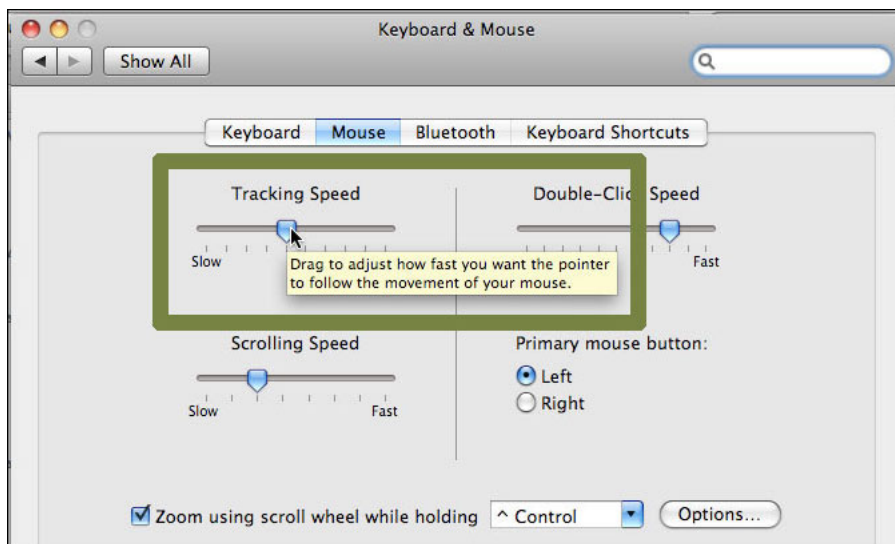 Keyboard & Mouse
Show All
Keyboard Mouse Bluetooth Keyboard Shortcuts
Tracking Speed
Slow
Drag to adjust how fast you want the pointer
to follow the movement of your mouse.
Double-Click Speed
Fast
Scrolling Speed
Slow Fast
Primary mouse button:
Left
Right
Zoom using scroll wheel while holding ^ Control Options...